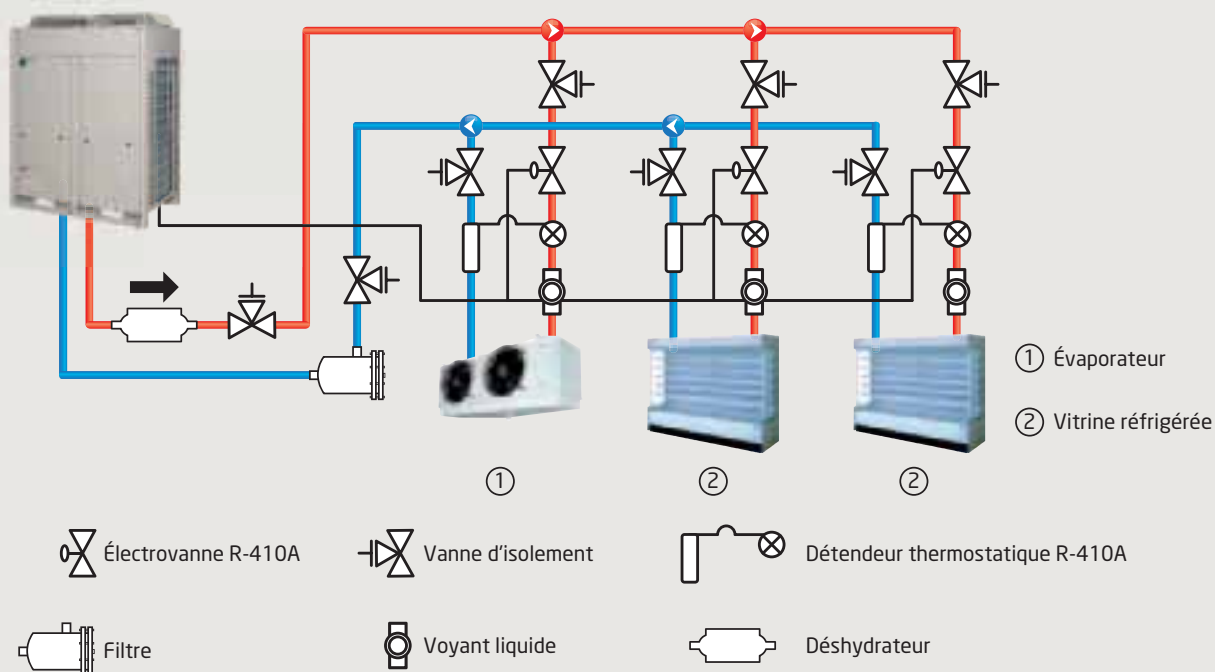 ① Évaporateur
② Vitrine réfrigérée
① ② ②
Électrovanne R-410A
Vanne d'isolement
Détendeur thermostatique R-410A
Filtre
Voyant liquide
Déshydrateur